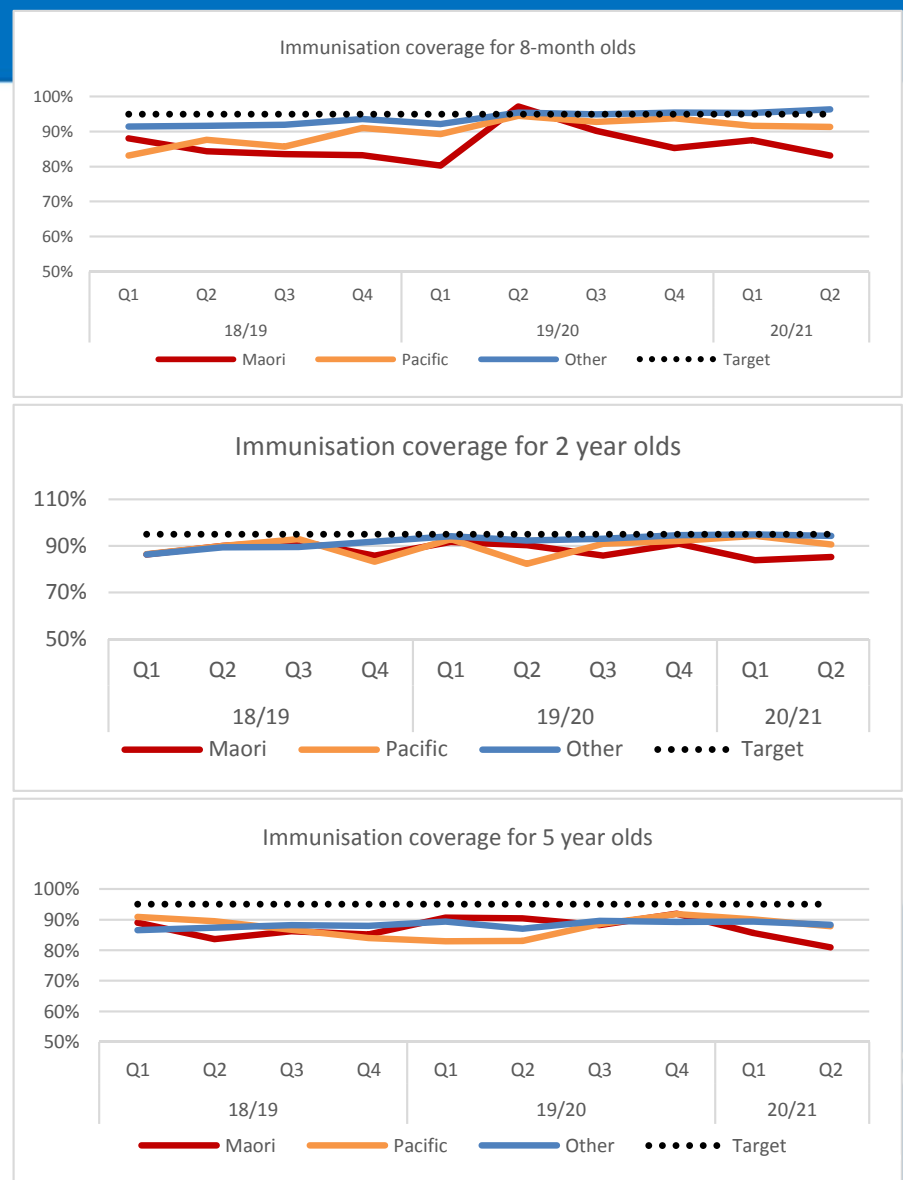 Immunisation coverage for 8-month olds
100%
90%
80%
70%
60%
50%
Q1 Q2 Q3 Q4 Q1 Q2 Q3 Q4 Q1 Q2
18/19 19/20 20/21
Maori Pacific Other Target
Immunisation coverage for 2 year olds
110%
90%
70%
50%
Q1 Q2 Q3 Q4 Q1 Q2 Q3 Q4 Q1 Q2
18/19 19/20 20/21
Maori Pacific Other Target
Immunisation coverage for 5 year olds
100%
90%
80%
70%
60%
50%
Q1 Q2 Q3 Q4 Q1 Q2 Q3 Q4 Q1 Q2
18/19 19/20 20/21
Maori Pacific Other Target